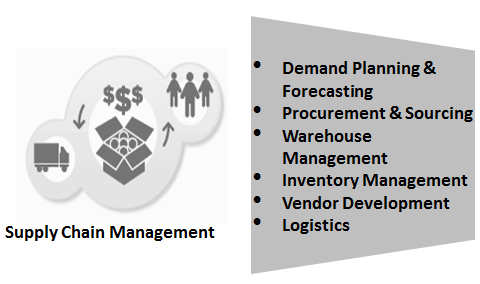 $$$
Supply Chain Management
• Demand Planning &
Forecasting
• Procurement & Sourcing
• Warehouse
Management
• Inventory Management
• Vendor Development
• Logistics